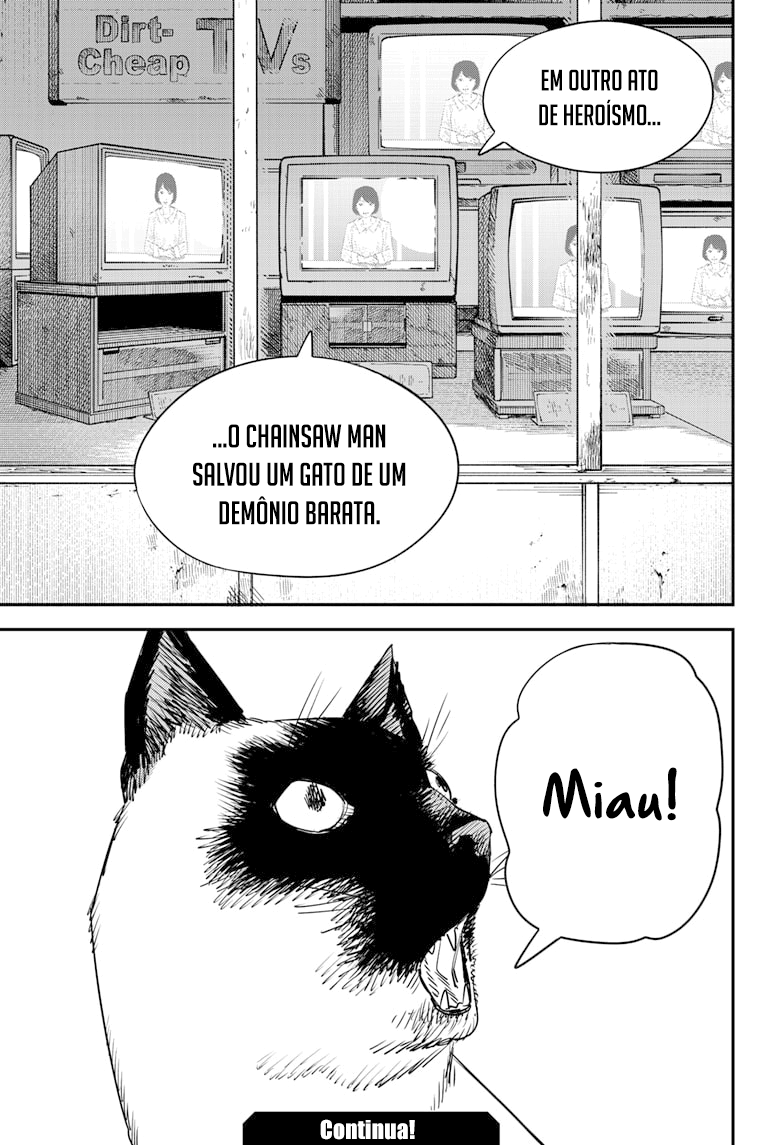 Dirt-
Cheap TVs
EM OUTRO ATO
DE HEROÍSMO...
...O CHAINSAW MAN
SALVOU UM GATO DE UM
DEMÔNIO BARATA.
Miau!
Continua!